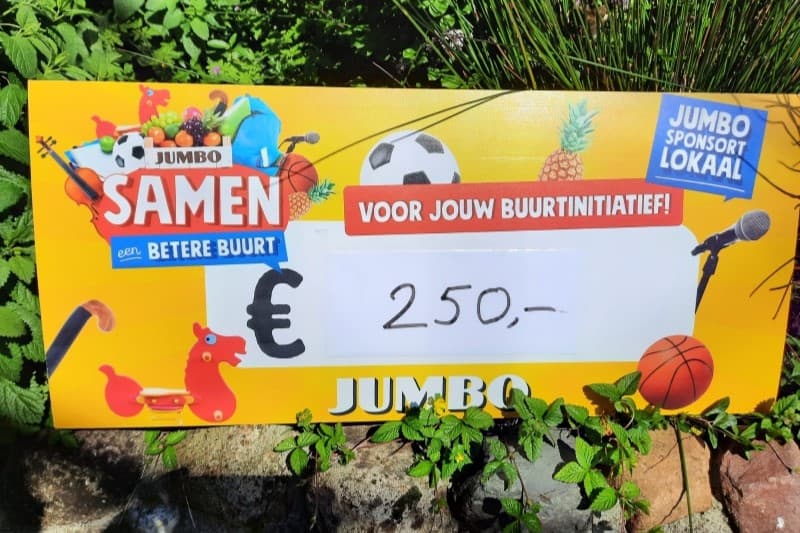 JUMBO
SAMEN
een BETERE BUURT
VOOR JOUW BUURTINITIATIEF!
JUMBO
SPONSORT
LOKAAL
€ 250,-
JUMBO